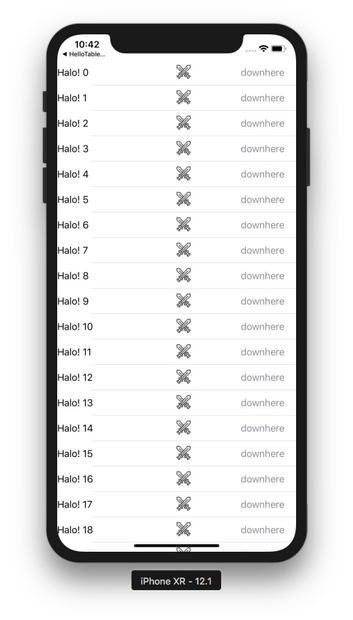 10:42
◀ HelloTable...
Halo! 0 downhere
Halo! 1 downhere
Halo! 2 downhere
Halo! 3 downhere
Halo! 4 downhere
Halo! 5 downhere
Halo! 6 downhere
Halo! 7 downhere
Halo! 8 downhere
Halo! 9 downhere
Halo! 10 downhere
Halo! 11 downhere
Halo! 12 downhere
Halo! 13 downhere
Halo! 14 downhere
Halo! 15 downhere
Halo! 16 downhere
Halo! 17 downhere
Halo! 18 downhere
iPhone XR - 12.1